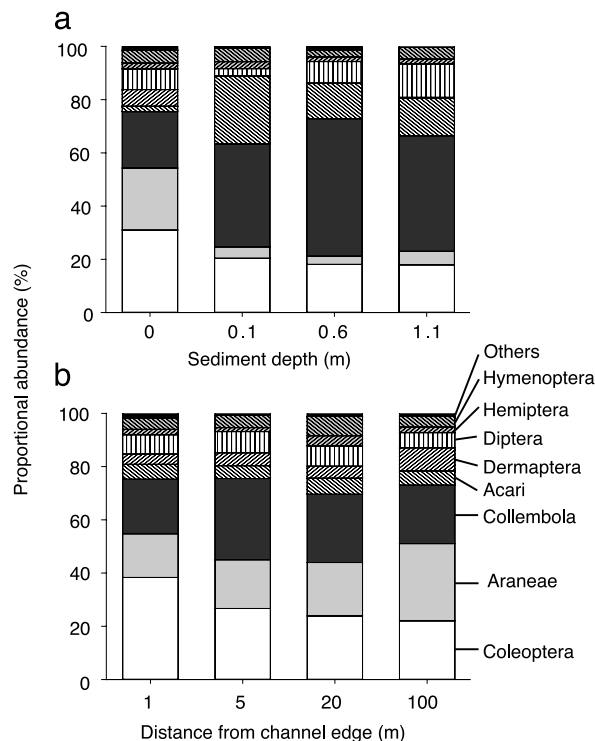 a
100
80
60
40
20
0
0 0.1 0.6 1.1
Sediment depth (m)
Proportional abundance (%)
b
100
80
60
40
20
0
1 5 20 100
Distance from channel edge (m)
Others
Hymenoptera
Hemiptera
Diptera
Dermaptera
Acari
Collembola
Araneae
Coleoptera